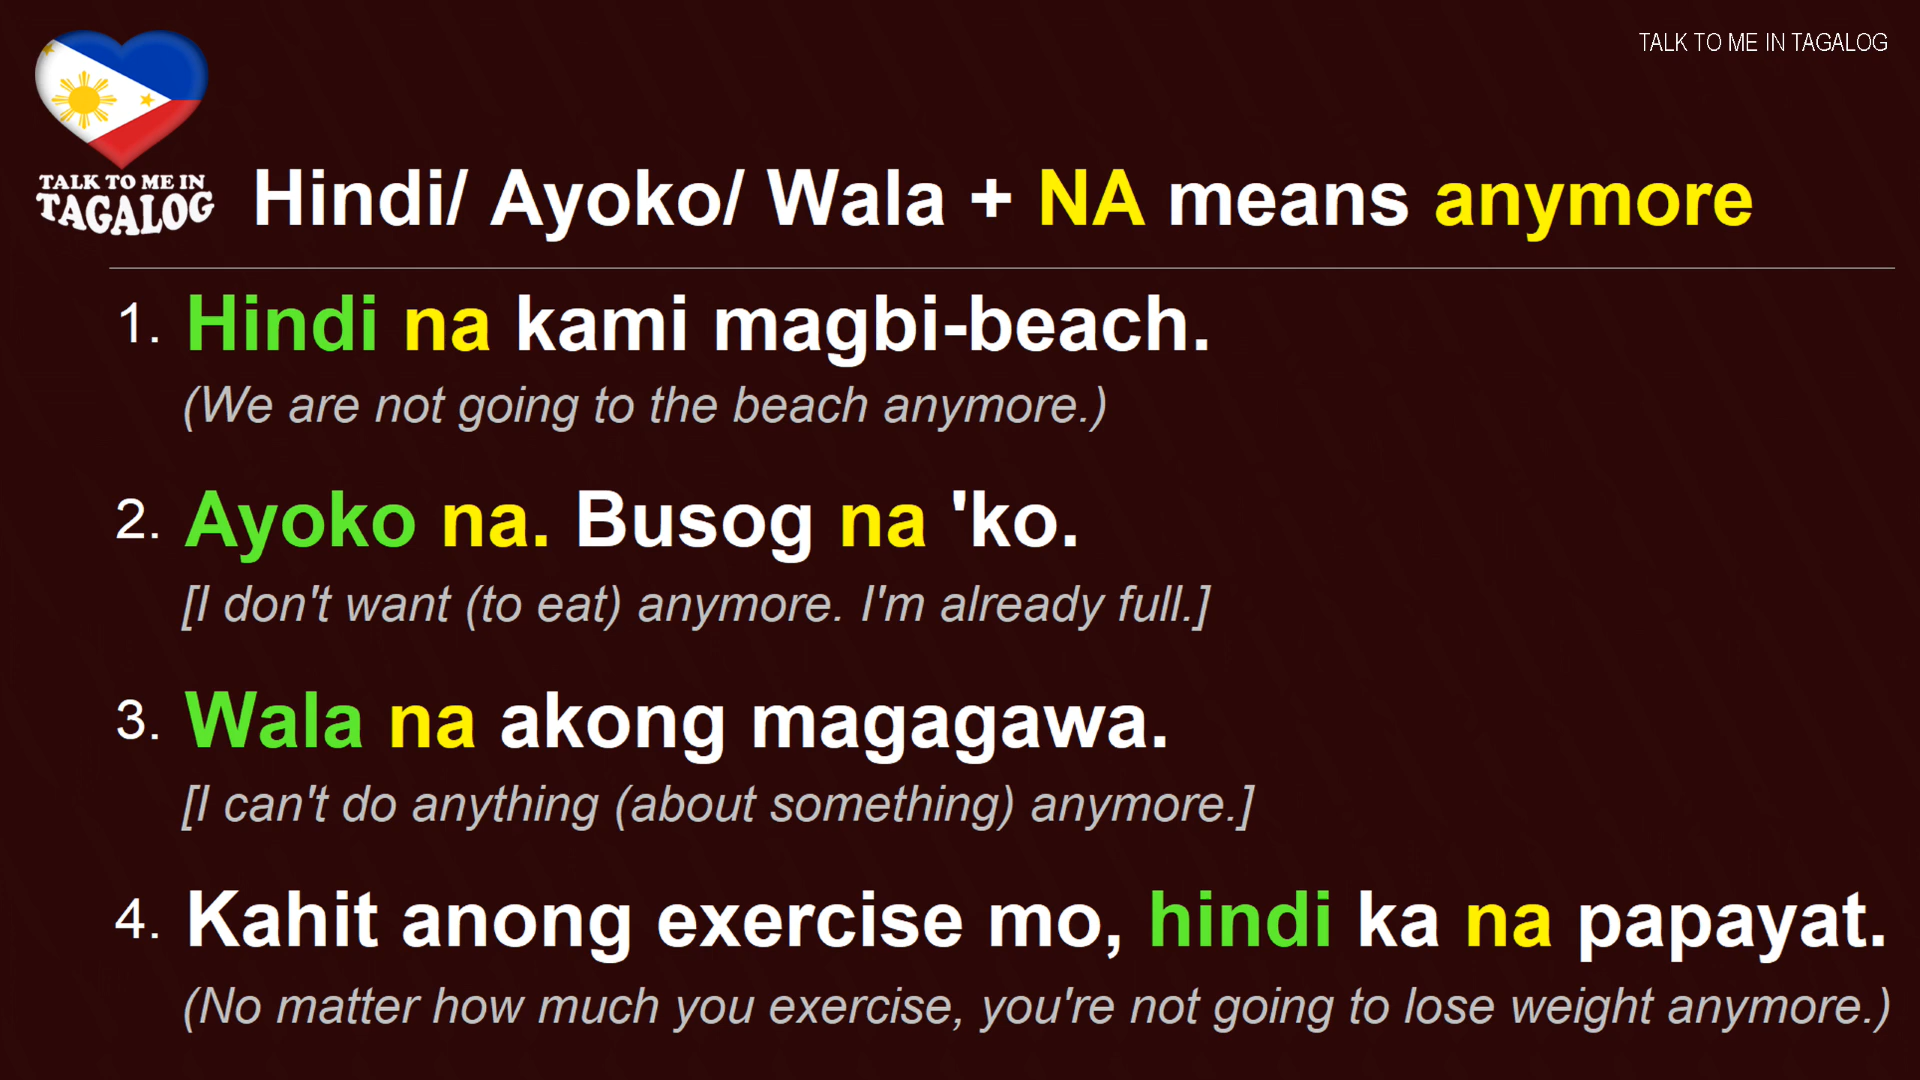 TALK TO ME IN TAGALOG
TALK TO ME IN
TAGALOG
Hindi/ Ayoko/ Wala + NA means anymore
1. Hindi na kami magbi-beach.
(We are not going to the beach anymore.)
2. Ayoko na. Busog na 'ko.
[I don't want (to eat) anymore. I'm already full.]
3. Wala na akong magagawa.
[I can't do anything (about something) anymore.]
4. Kahit anong exercise mo, hindi ka na papayat.
(No matter how much you exercise, you're not going to lose weight anymore.)